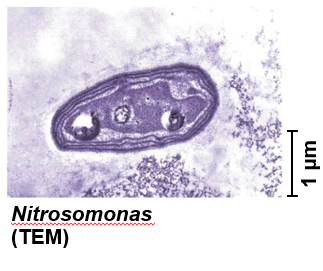 Nitrosomonas
(TEM)
1 µm